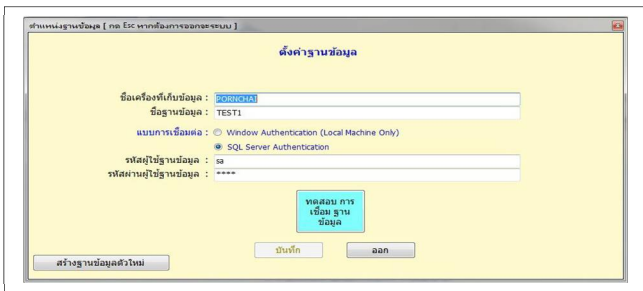 ตำแหน่งฐานข้อมูล [ กด Esc หากต้องการออกจากระบบ ]
ตั้งค่าฐานข้อมูล
ชื่อเครื่องที่เก็บข้อมูล : PORNCHAI
ชื่อฐานข้อมูล : TEST1
แบบการเชื่อมต่อ : Window Authentication (Local Machine Only)
SQL Server Authentication
รหัสผู้ใช้ฐานข้อมูล : sa
รหัสผ่านผู้ใช้ฐานข้อมูล : ****
ทดสอบ การ
เชื่อม ฐาน
ข้อมูล
บันทึก ออก
สร้างฐานข้อมูลตัวใหม่